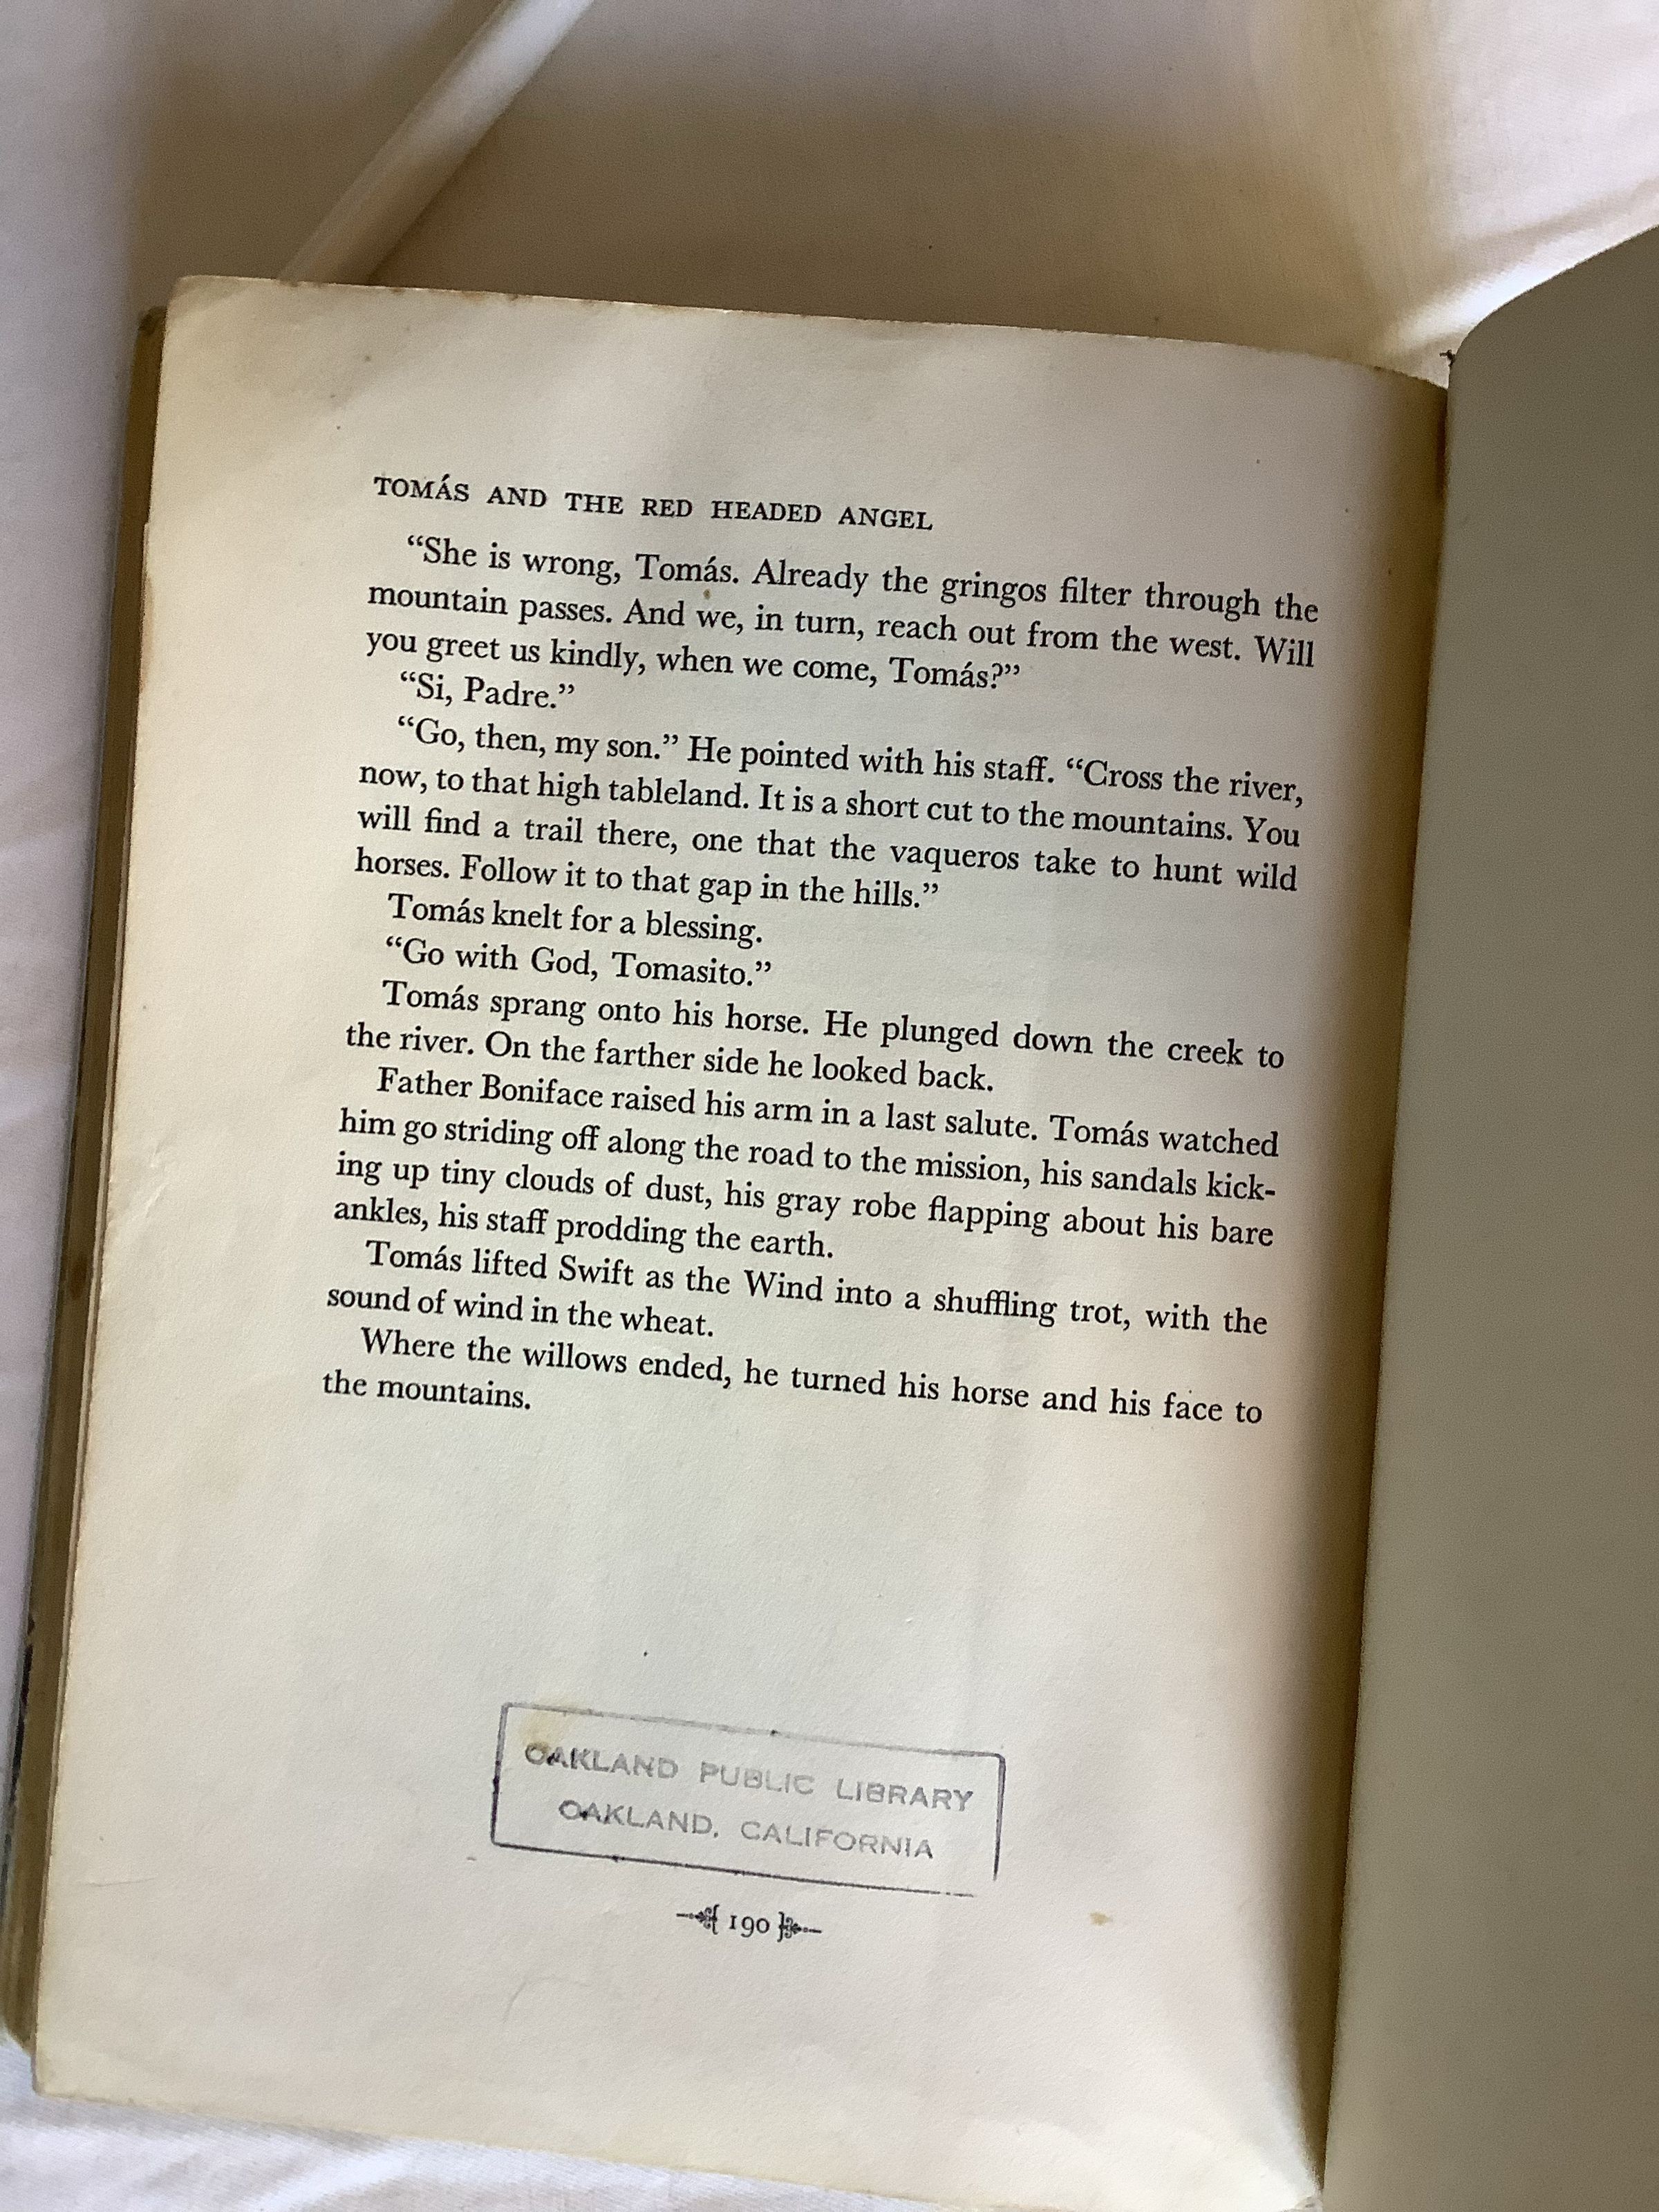 TOMÁS AND THE RED HEADED ANGEL
“She is wrong, Tomás. Already the gringos filter through the
mountain passes. And we, in turn, reach out from the west. Will
you greet us kindly, when we come, Tomás?”
“Si, Padre.”
“Go, then, my son.” He pointed with his staff. “Cross the river,
now, to that high tableland. It is a short cut to the mountains. You
will find a trail there, one that the vaqueros take to hunt wild
horses. Follow it to that gap in the hills.”
Tomás knelt for a blessing.
“Go with God, Tomasito.”
Tomás sprang onto his horse. He plunged down the creek to
the river. On the farther side he looked back.
Father Boniface raised his arm in a last salute. Tomás watched
him go striding off along the road to the mission, his sandals kick-
ing up tiny clouds of dust, his gray robe flapping about his bare
ankles, his staff prodding the earth.
Tomás lifted Swift as the Wind into a shuffling trot, with the
sound of wind in the wheat.
Where the willows ended, he turned his horse and his face to
the mountains.
OAKLAND PUBLIC LIBRARY
OAKLAND, CALIFORNIA
190